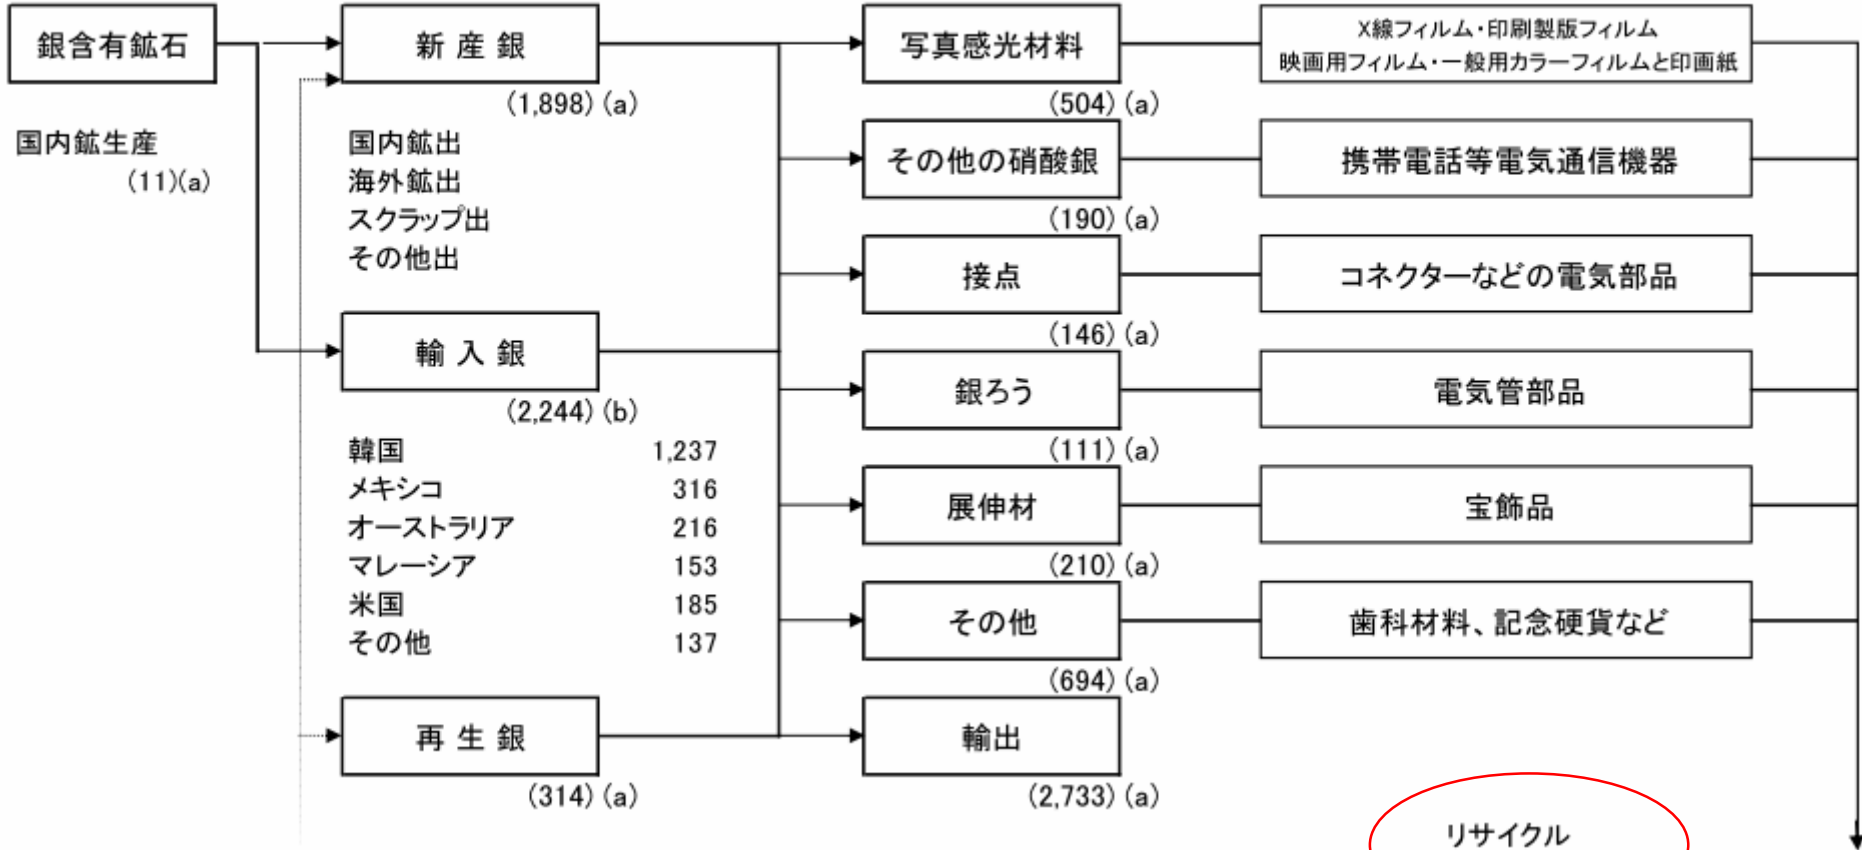 銀含有鉱石
国内鉱生産
(11)(a)
新産銀
(1,898)(a)
国内鉱出
海外鉱出
スクラップ出
その他出
輸入銀
(2,244)(b)
韓国 1,237
メキシコ 316
オーストラリア 216
マレーシア 153
米国 185
その他 137
再生銀
(314)(a)
写真感光材料
(504)(a)
その他の硝酸銀
(190)(a)
接点
(146)(a)
銀ろう
(111)(a)
展伸材
(210)(a)
その他
(694)(a)
輸出
(2,733)(a)
X線フィルム・印刷製版フィルム
映画用フィルム・一般用カラーフィルムと印画紙
携帯電話等電気通信機器
コネクターなどの電気部品
電気管部品
宝飾品
歯科材料、記念硬貨など
リサイクル